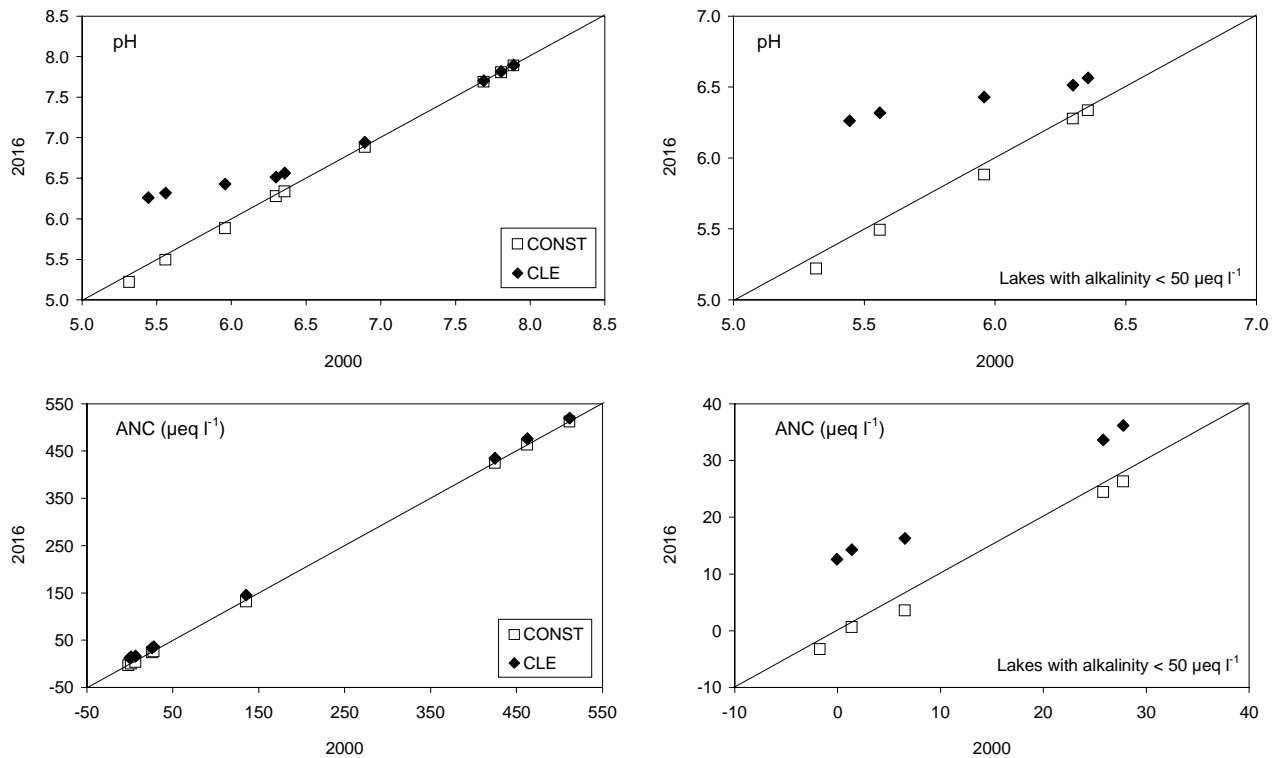 pH
8.5
8.0
7.5
7.0
6.5
6.0
5.5
5.0
2016
5.0 5.5 6.0 6.5 7.0 7.5 8.0 8.5
2000
CONST
CLE
pH
7.0
6.5
6.0
5.5
5.0
2016
Lakes with alkalinity < 50 µeq l⁻¹
5.0 5.5 6.0 6.5 7.0
2000
ANC (µeq l⁻¹)
550
450
350
250
150
50
-50
2016
CONST
CLE
-50 50 150 250 350 450 550
2000
ANC (µeq l⁻¹)
40
30
20
10
0
-10
2016
Lakes with alkalinity < 50 µeq l⁻¹
-10 0 10 20 30 40
2000